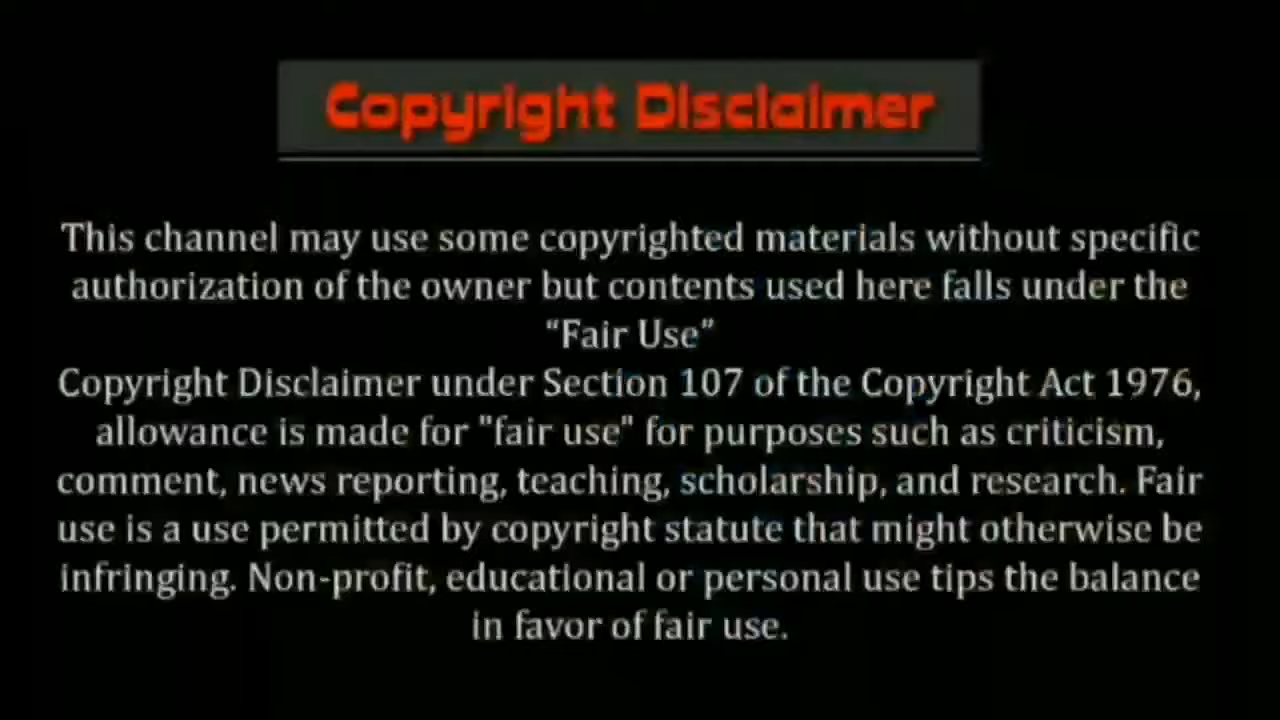 Copyright Disclaimer
This channel may use some copyrighted materials without specific
authorization of the owner but contents used here falls under the
“Fair Use”
Copyright Disclaimer under Section 107 of the Copyright Act 1976,
allowance is made for "fair use" for purposes such as criticism,
comment, news reporting, teaching, scholarship, and research. Fair
use is a use permitted by copyright statute that might otherwise be
infringing. Non-profit, educational or personal use tips the balance
in favor of fair use.